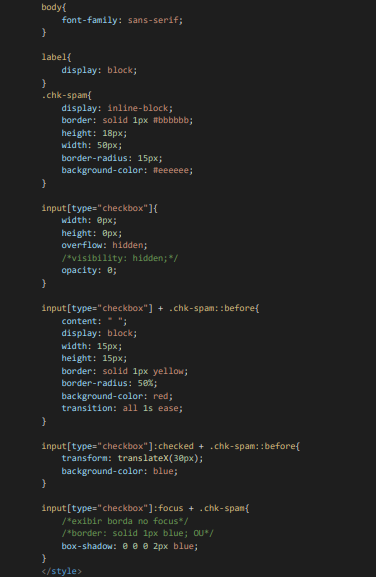 body{
font-family: sans-serif;
}
label{
display: block;
}
.chk-spam{
display: inline-block;
border: solid 1px #bbbbbb;
height: 18px;
width: 50px;
border-radius: 15px;
background-color: #eeeeee;
}
input[type="checkbox"]{
width: 0px;
height: 0px;
overflow: hidden;
/*visibility: hidden;*/
opacity: 0;
}
input[type="checkbox"] + .chk-spam::before{
content: " ";
display: block;
width: 15px;
height: 15px;
border: solid 1px yellow;
border-radius: 50%;
background-color: red;
transition: all 1s ease;
}
input[type="checkbox"]:checked + .chk-spam::before{
transform: translateX(30px);
background-color: blue;
}
input[type="checkbox"]:focus + .chk-spam{
/*exibir borda no focus*/
/*border: solid 1px blue; OU*/
box-shadow: 0 0 0 2px blue;
}
</style>